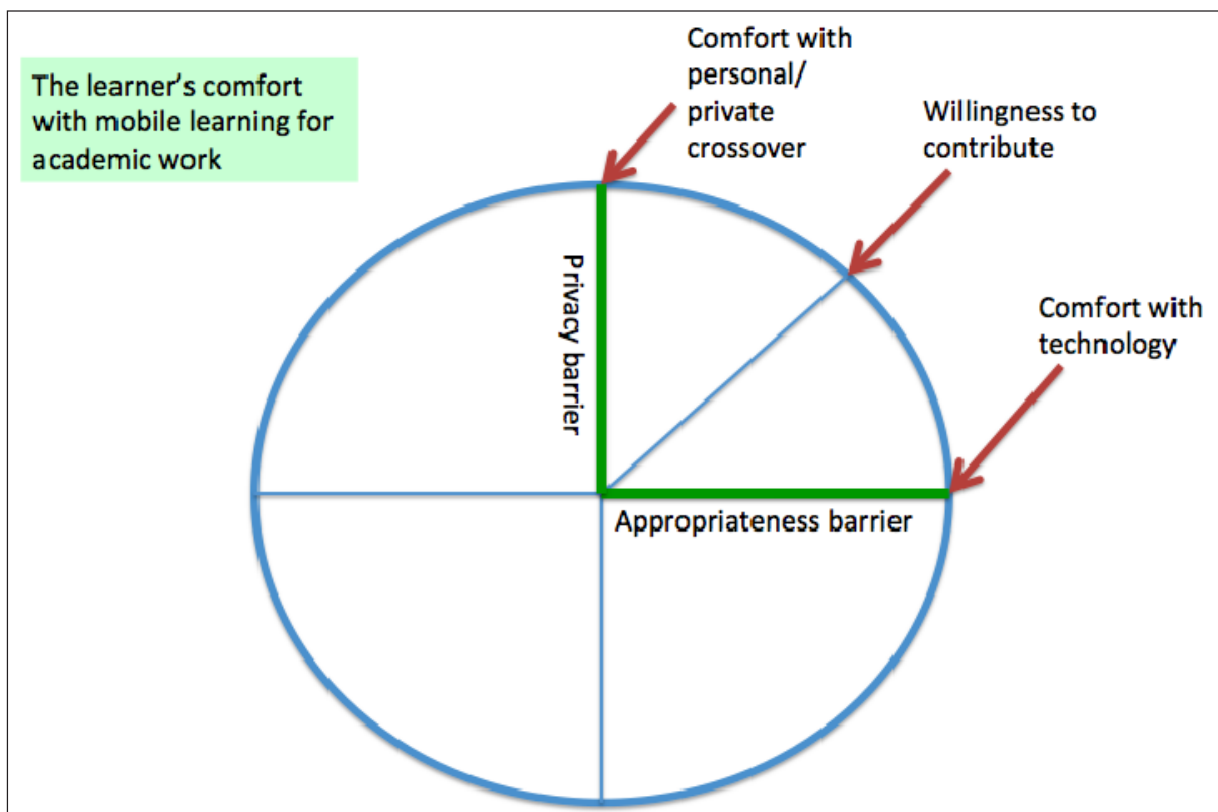 The learner's comfort
with mobile learning for
academic work
Comfort with
personal/
private
crossover
Willingness to
contribute
Comfort with
technology
Privacy barrier
Appropriateness barrier